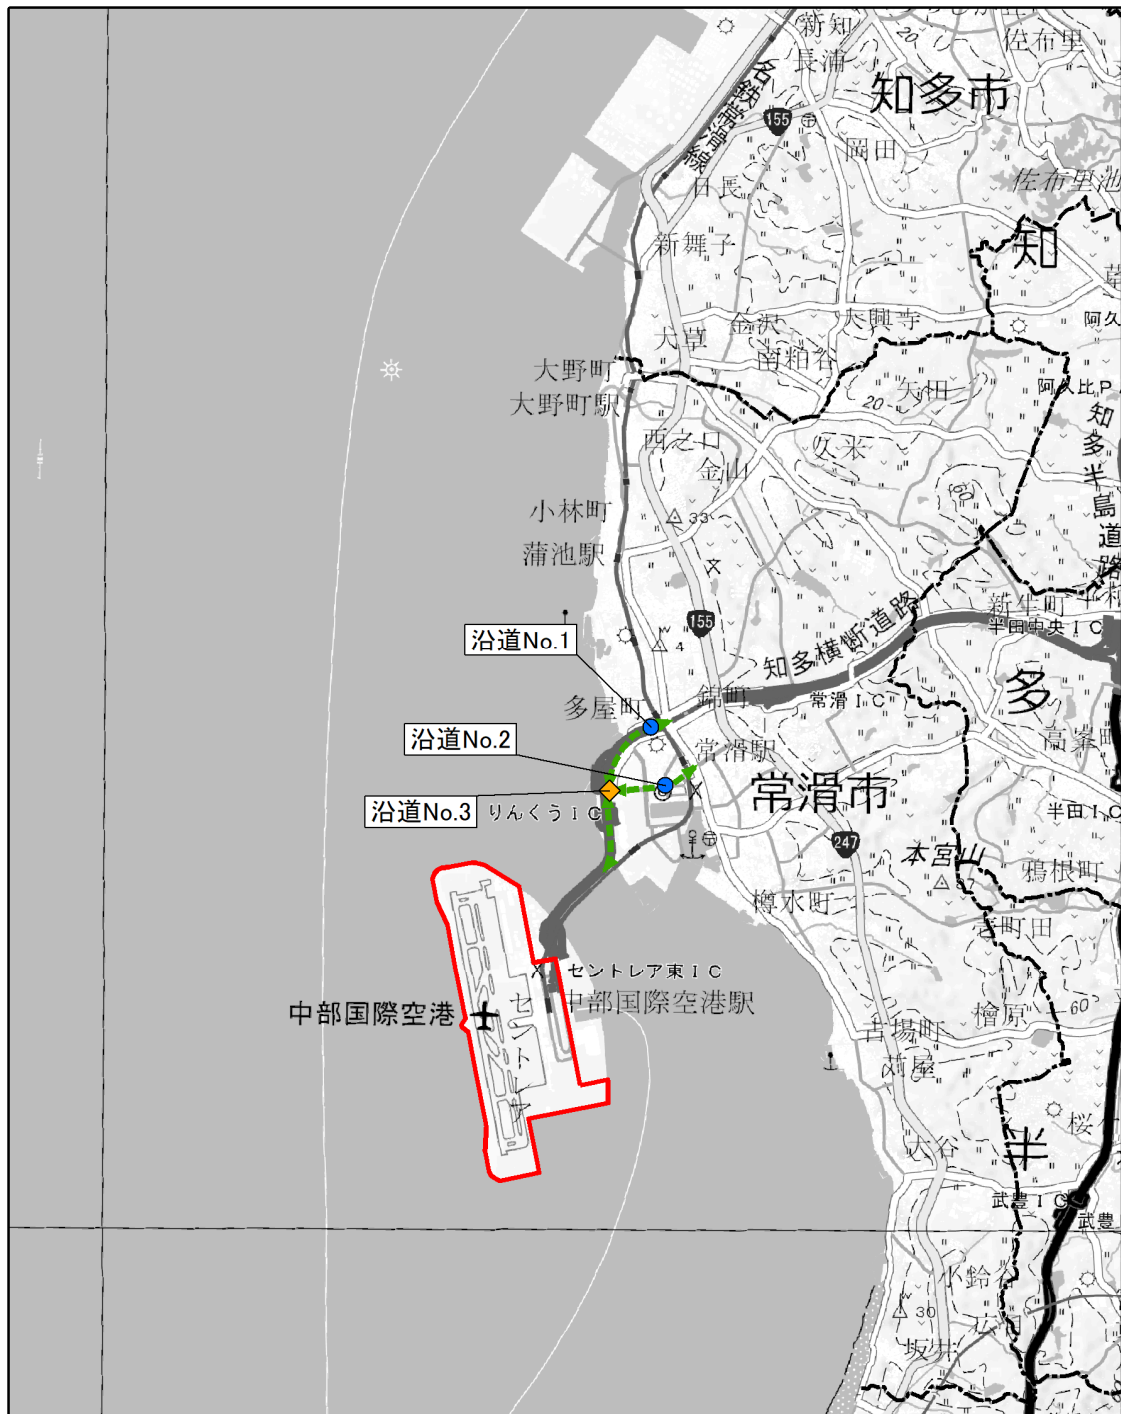 新知
長浦
佐布里
20
知多市
名鉄常滑線
155
岡田
佐布里池
日長
新舞子
知
大草
金沢
大興寺
阿久
南粕谷
大野町
大野町駅
矢田
20
阿久比P
知多半島道路
西之口
久米
金山
60
小林町
33
蒲池駅
155
知多横断道路
新生町
半田中央IC
沿道No.1
4
多屋町
錦町
常滑IC
多
沿道No.2
常滑駅
高峯町
常滑市
沿道No.3
りんくうIC
半田IC
247
本宮山
鴉根町
樽水町
寺町田
セントレア東IC
中部国際空港
中部国際空港駅
セントレア
檜原
60
古場町
苅屋
大谷
半
武豊IC
武豊
小鈴谷
30
広目
坂井